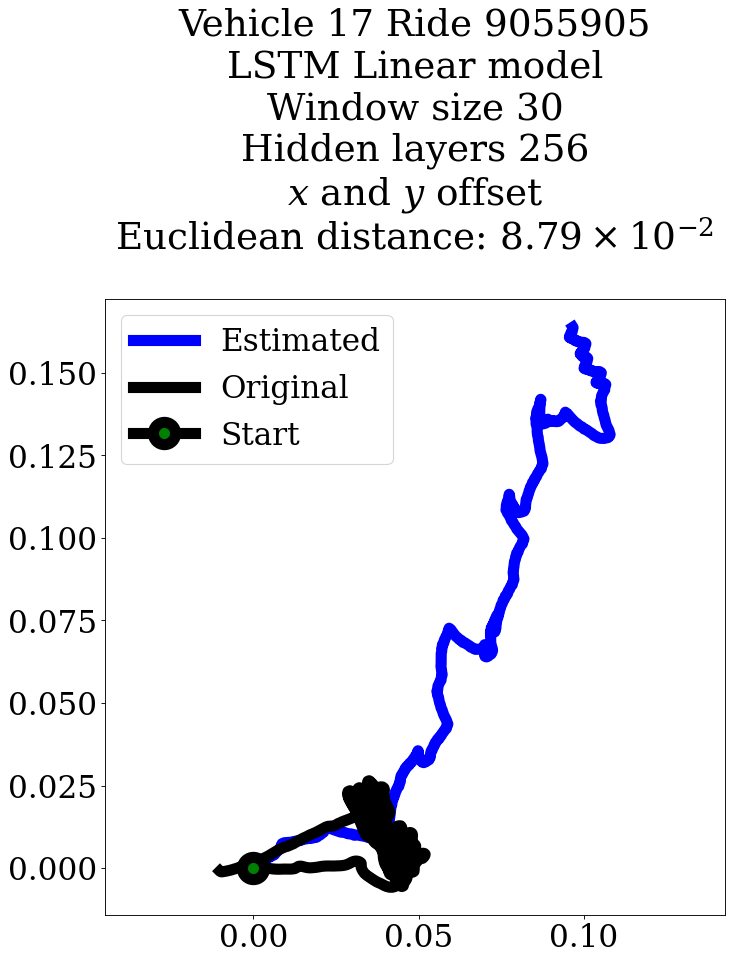 Vehicle 17 Ride 9055905
LSTM Linear model
Window size 30
Hidden layers 256
x and y offset
Euclidean distance: 8.79 × 10⁻²
Estimated
Original
Start
0.150
0.125
0.100
0.075
0.050
0.025
0.000
0.00 0.05 0.10